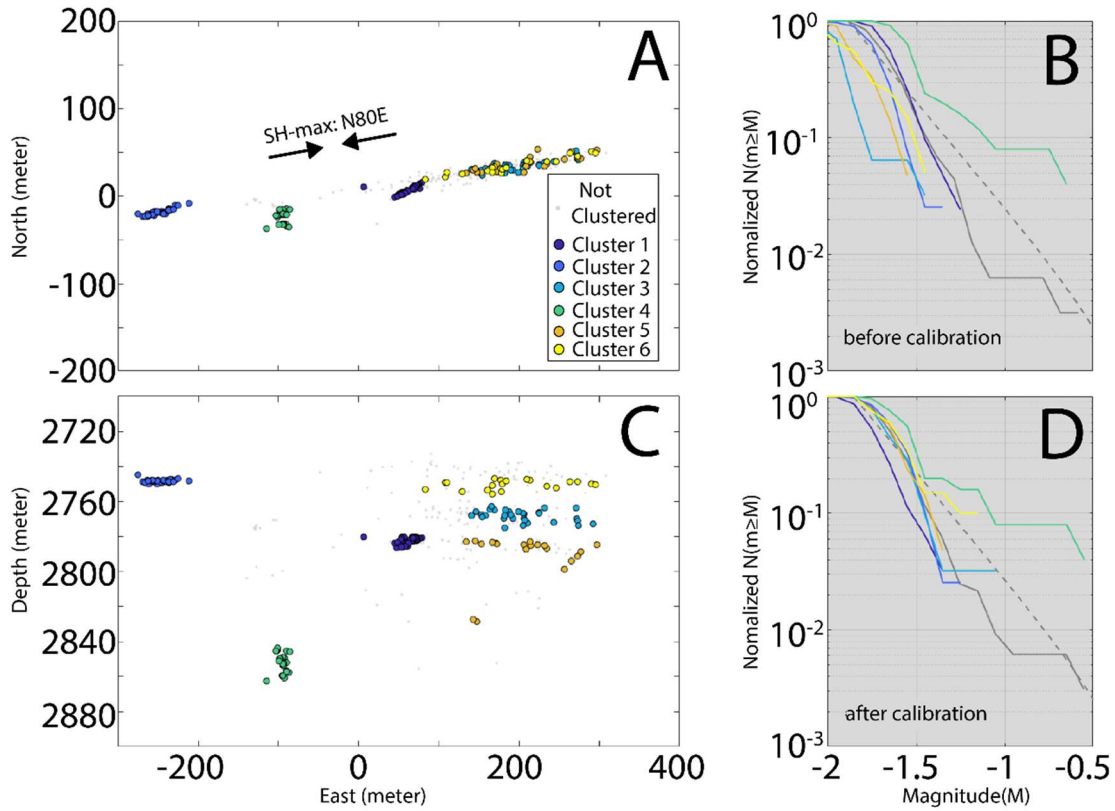 200
100
0
-100
-200
North (meter)
A
SH-max: N80E
Not
Clustered
Cluster 1
Cluster 2
Cluster 3
Cluster 4
Cluster 5
Cluster 6
10⁰
10⁻¹
10⁻²
10⁻³
Nomalized N(m≥M)
B
before calibration
2720
2760
2800
2840
2880
Depth (meter)
C
-200
0
200
400
East (meter)
10⁰
10⁻¹
10⁻²
10⁻³
Nomalized N(m≥M)
D
after calibration
-2
-1.5
-1
-0.5
Magnitude(M)